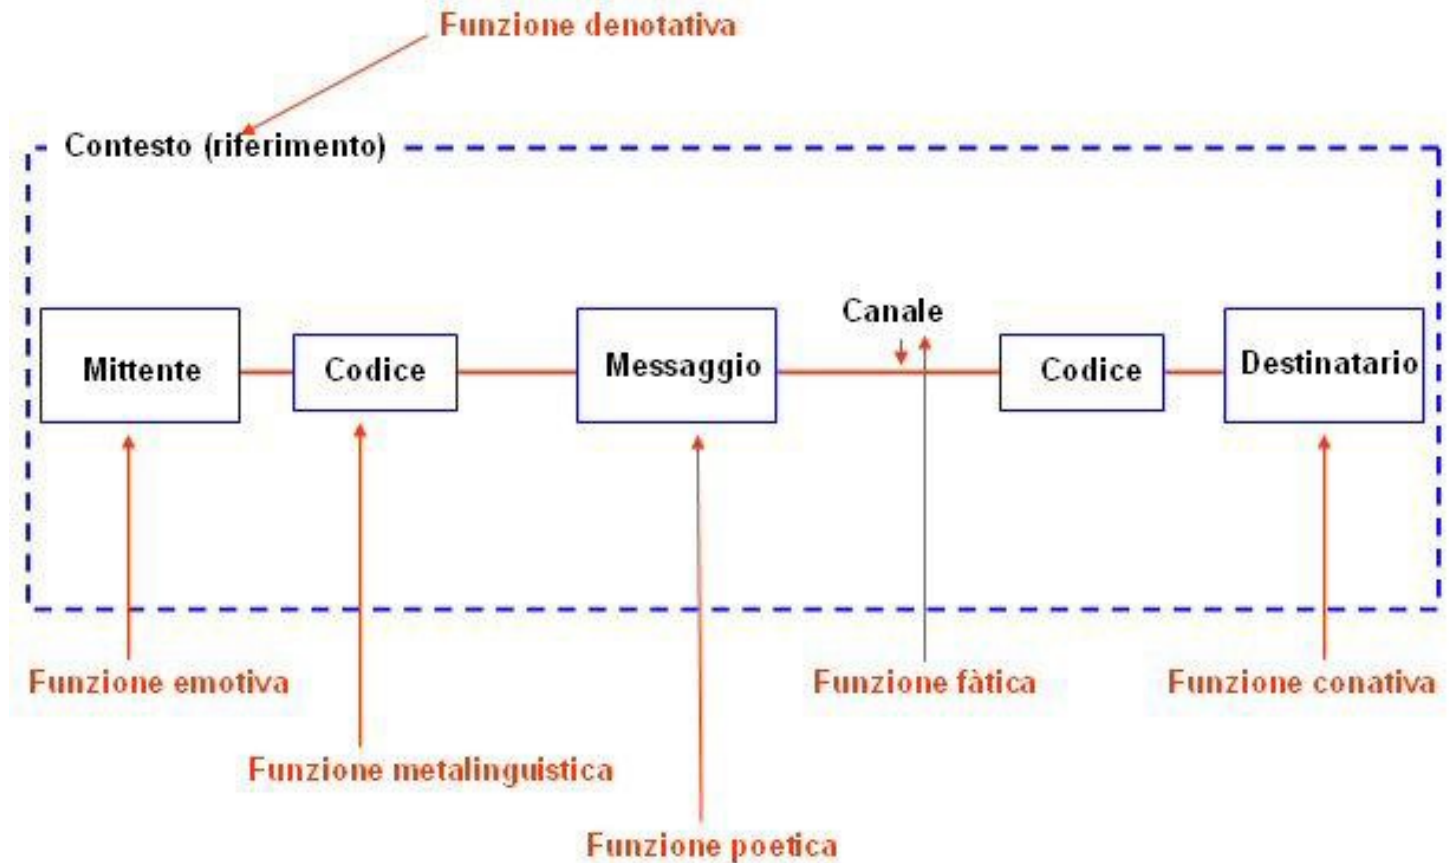 Funzione denotativa
Contesto (riferimento)
Canale
Mittente
Codice
Messaggio
Codice
Destinatario
Funzione emotiva
Funzione fàtica
Funzione conativa
Funzione metalinguistica
Funzione poetica